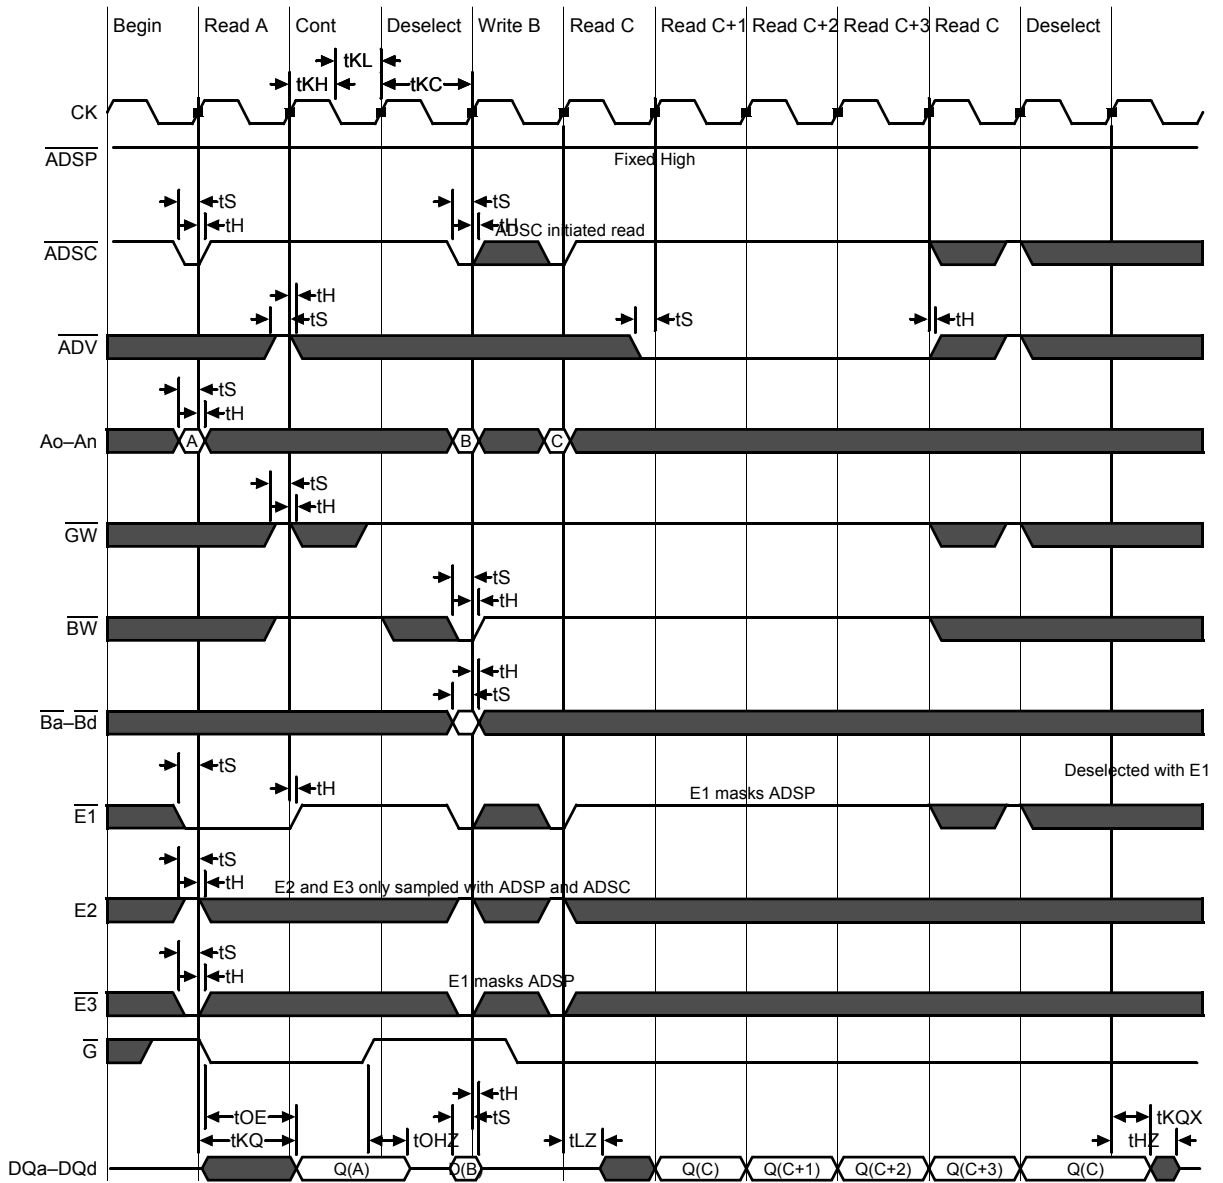 Begin Read A Cont Deselect Write B Read C Read C+1 Read C+2 Read C+3 Read C Deselect
tKL
tKH tKC
CK
ADSP
Fixed High
tS tS
tH tH
ADSC initiated read
ADSC
tH
tS tS tH
ADV
tS
tH
Ao–An A B C
tS
tH
GW
tS
tH
BW
tH
tS
Ba–Bd
tS
Deselected with E1
tH
E1 masks ADSP
E1
tS
tH
E2 and E3 only sampled with ADSP and ADSC
E2
tS
tH
E1 masks ADSP
E3
G
tH
tOE tS tKQX
tKQ tOHZ tLZ tHZ
DQa–DQd Q(A) D(B) Q(C) Q(C+1) Q(C+2) Q(C+3) Q(C)